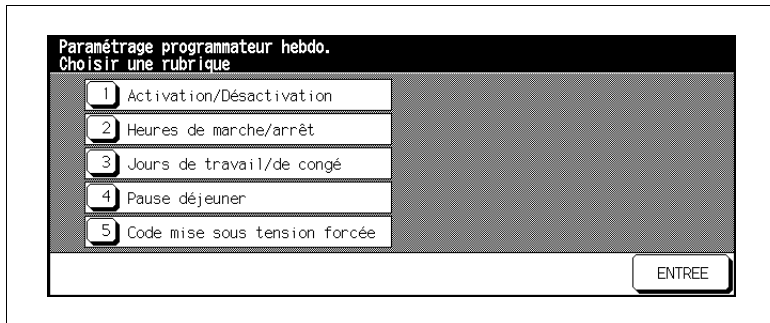 Paramétrage programmateur hebdo.
Choisir une rubrique
1 Activation/Désactivation
2 Heures de marche/arrêt
3 Jours de travail/de congé
4 Pause déjeuner
5 Code mise sous tension forcée
ENTREE